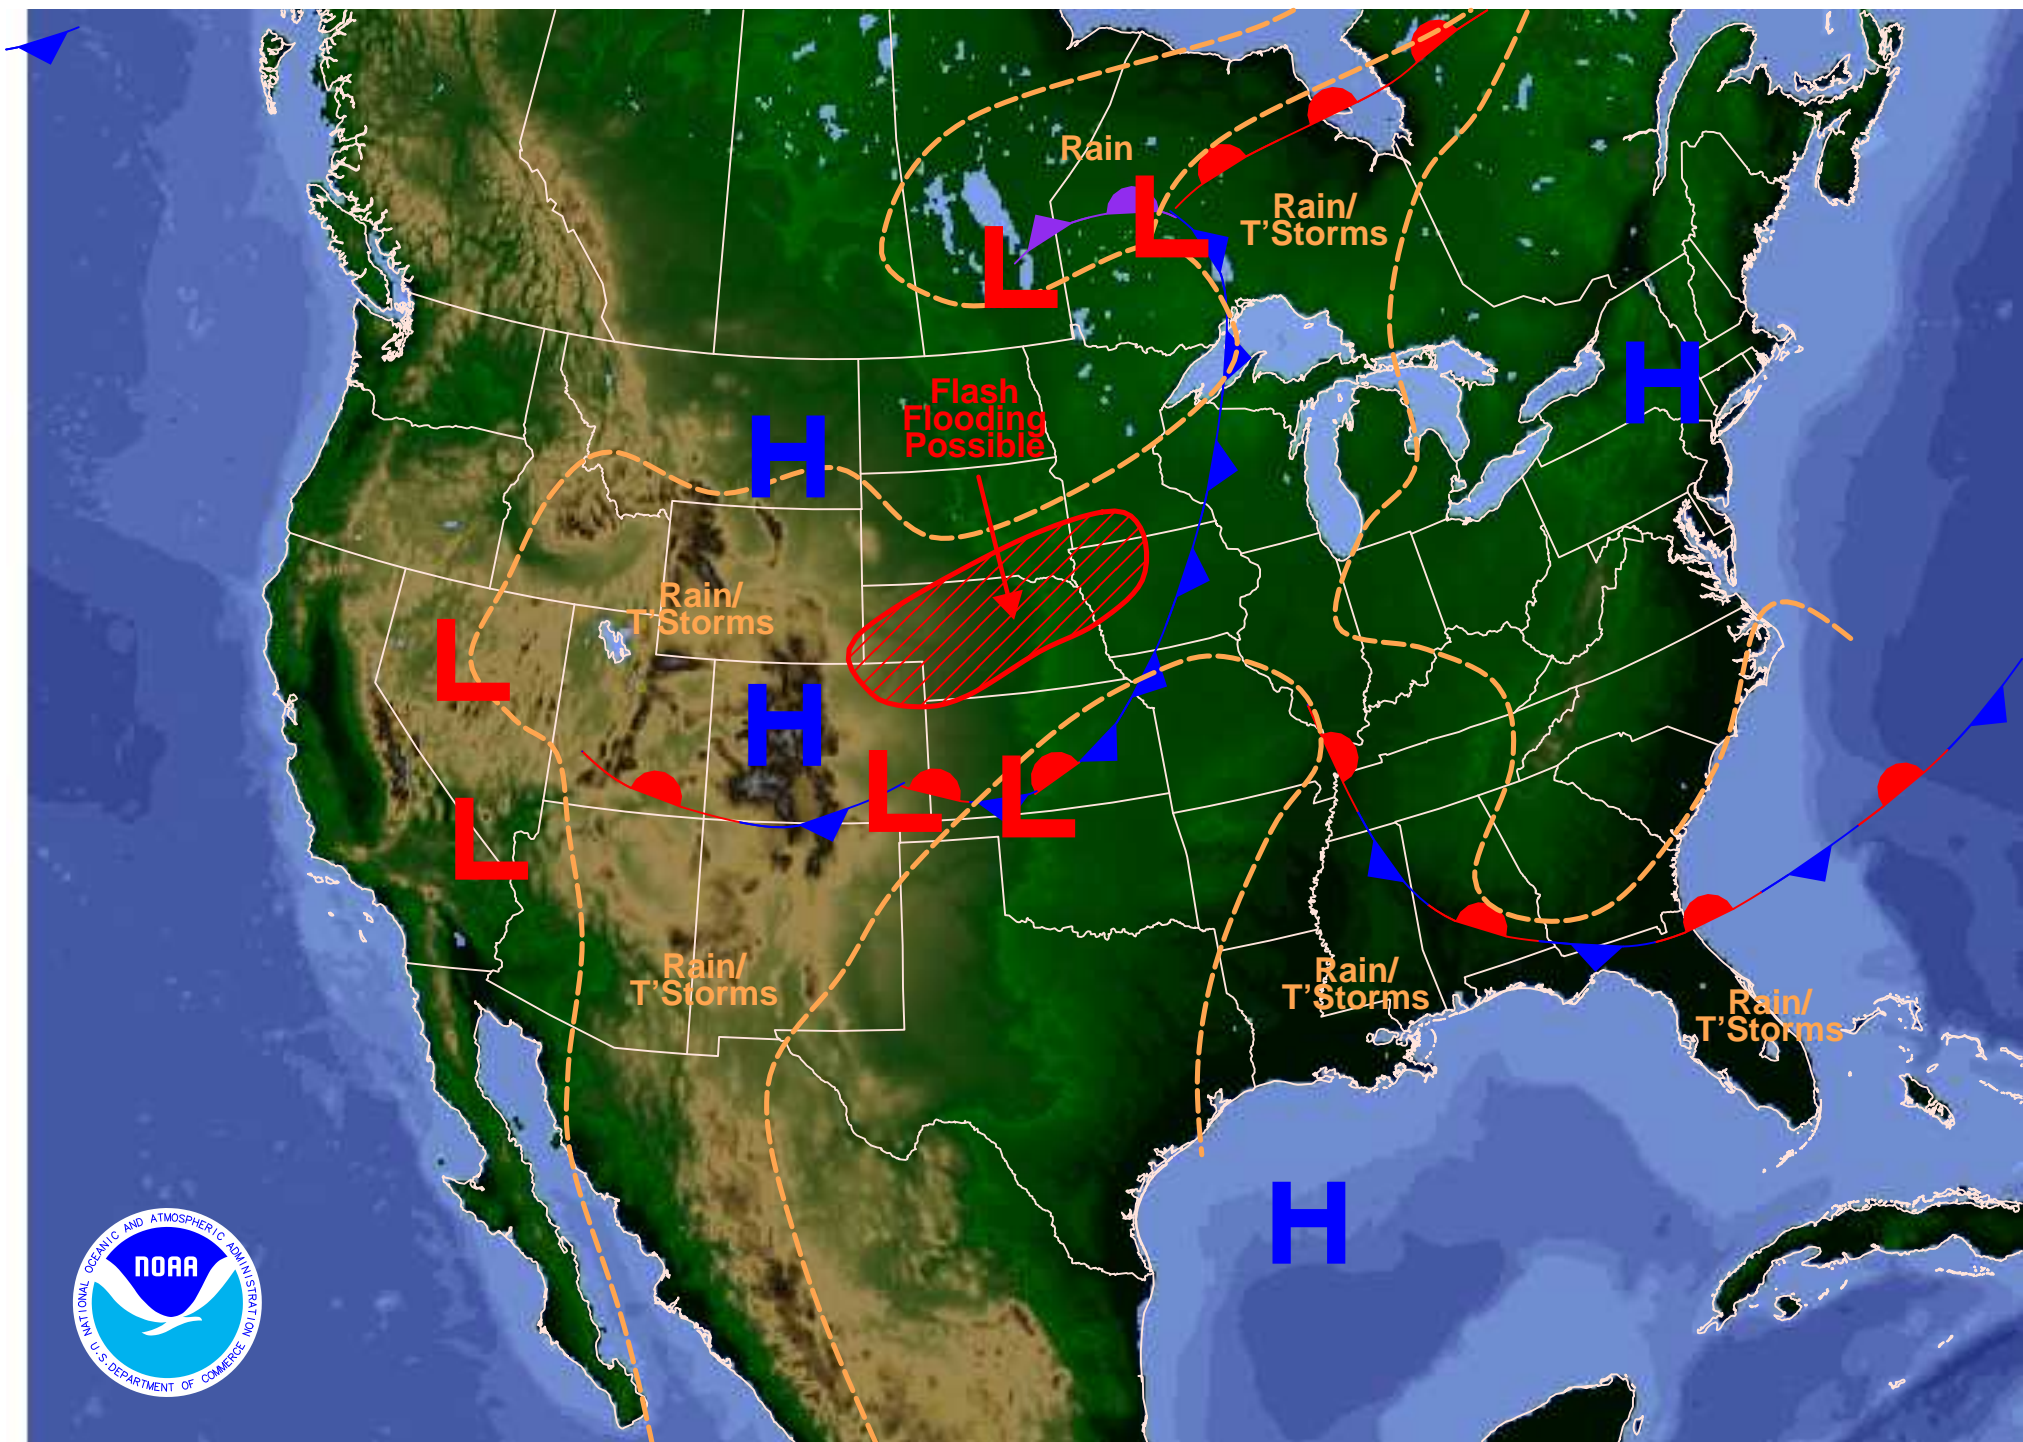 Rain
Rain/
T'Storms
H
L
L
Flash
Flooding
Possible
H
H
Rain/
T'Storms
L
H
L
L
L
Rain/
T'Storms
Rain/
T'Storms
Rain/
T'Storms
H
NATIONAL OCEANIC AND ATMOSPHERIC ADMINISTRATION
NOAA
U.S. DEPARTMENT OF COMMERCE